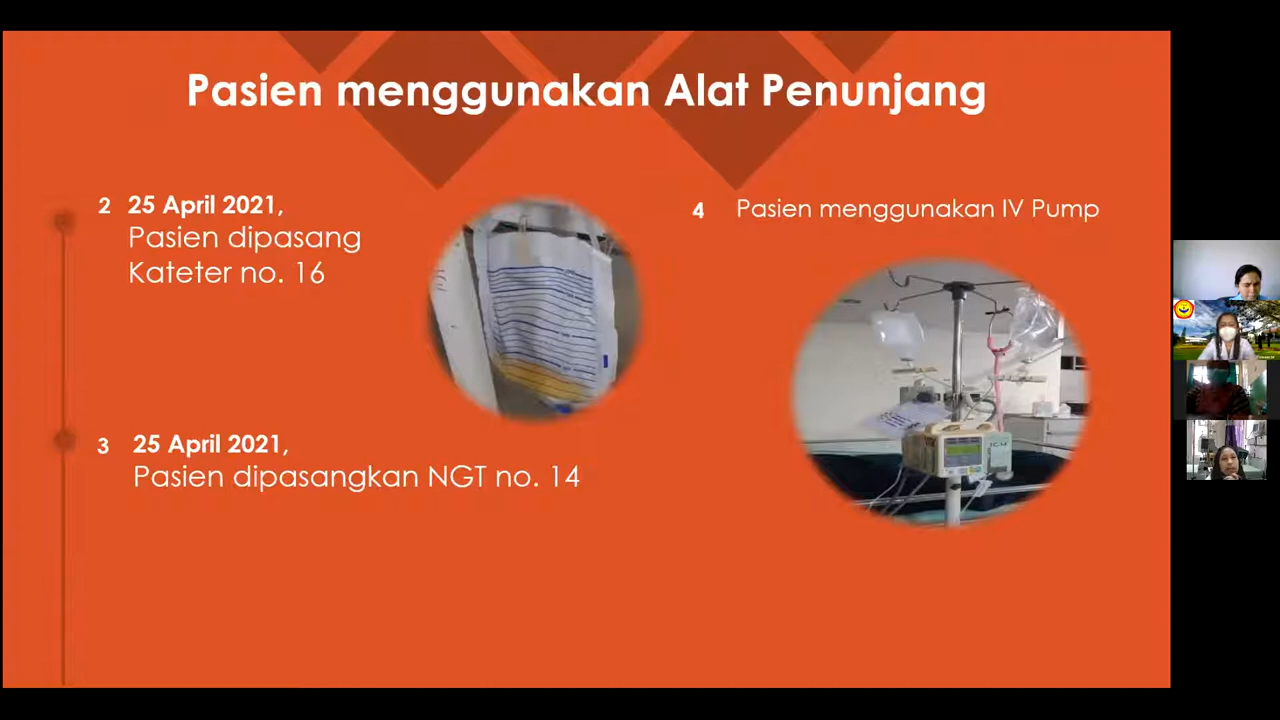 Pasien menggunakan Alat Penunjang
2 25 April 2021,
Pasien dipasang
Kateter no. 16
3 25 April 2021,
Pasien dipasangkan NGT no. 14
4 Pasien menggunakan IV Pump